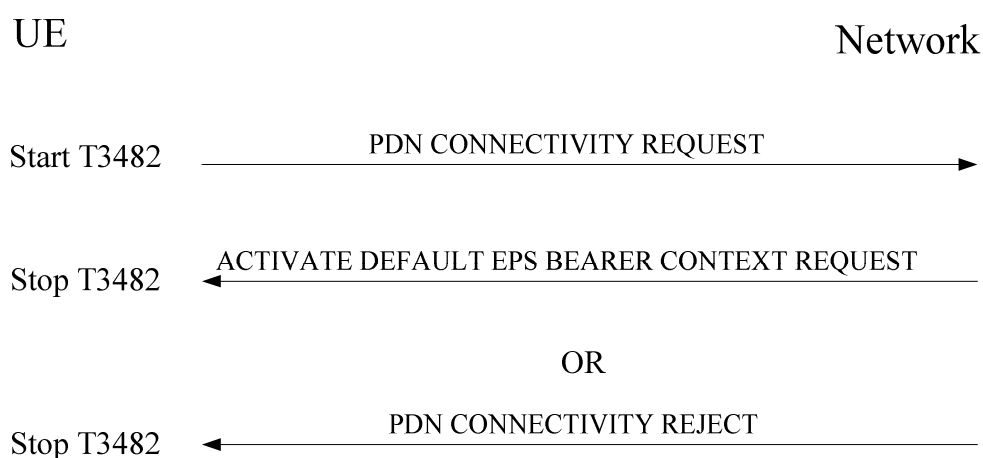 UE
Network
Start T3482
PDN CONNECTIVITY REQUEST
Stop T3482
ACTIVATE DEFAULT EPS BEARER CONTEXT REQUEST
OR
Stop T3482
PDN CONNECTIVITY REJECT